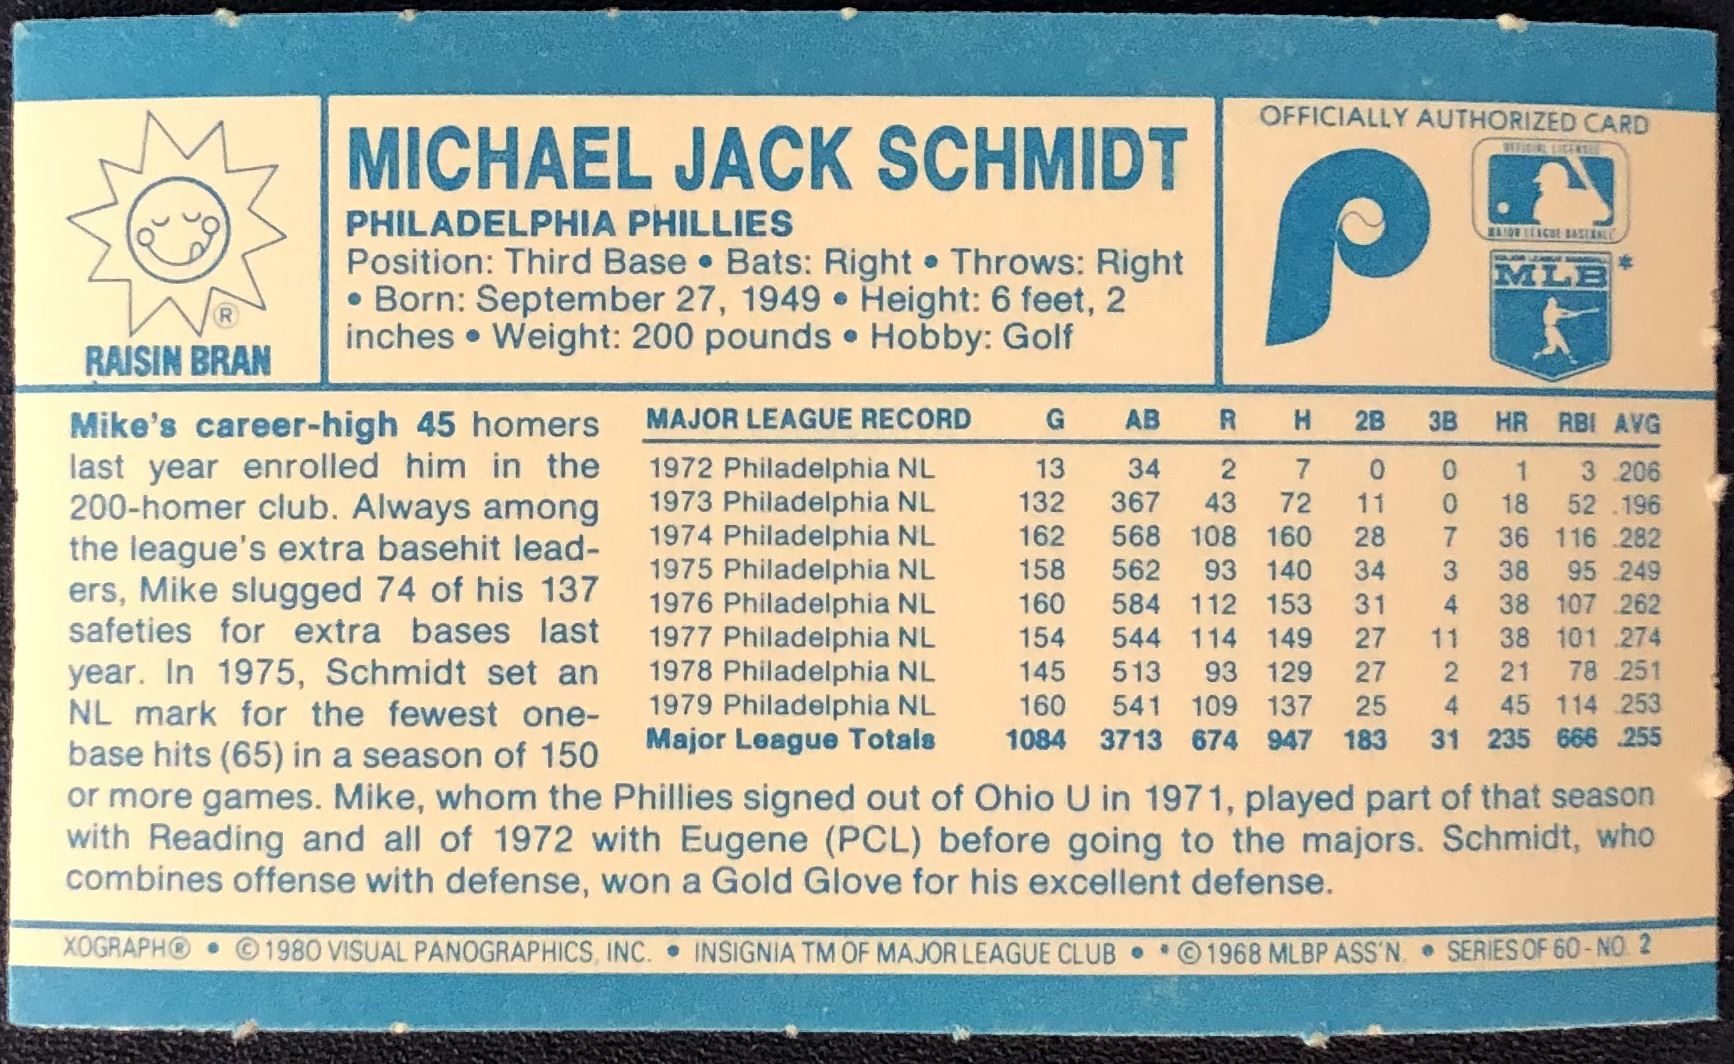 ®
RAISIN BRAN
MICHAEL JACK SCHMIDT
PHILADELPHIA PHILLIES
Position: Third Base • Bats: Right • Throws: Right
• Born: September 27, 1949 • Height: 6 feet, 2
inches • Weight: 200 pounds • Hobby: Golf
OFFICIALLY AUTHORIZED CARD
P
OFFICIAL LICENSEE
MAJOR LEAGUE BASEBALL
MAJOR LEAGUE BASEBALL
MLB*
Mike's career-high 45 homers
last year enrolled him in the
200-homer club. Always among
the league's extra basehit lead-
ers, Mike slugged 74 of his 137
safeties for extra bases last
year. In 1975, Schmidt set an
NL mark for the fewest one-
base hits (65) in a season of 150
or more games. Mike, whom the Phillies signed out of Ohio U in 1971, played part of that season
with Reading and all of 1972 with Eugene (PCL) before going to the majors. Schmidt, who
combines offense with defense, won a Gold Glove for his excellent defense.
MAJOR LEAGUE RECORD G AB R H 2B 3B HR RBI AVG
1972 Philadelphia NL 13 34 2 7 0 0 1 3 .206
1973 Philadelphia NL 132 367 43 72 11 0 18 52 .196
1974 Philadelphia NL 162 568 108 160 28 7 36 116 .282
1975 Philadelphia NL 158 562 93 140 34 3 38 95 .249
1976 Philadelphia NL 160 584 112 153 31 4 38 107 .262
1977 Philadelphia NL 154 544 114 149 27 11 38 101 .274
1978 Philadelphia NL 145 513 93 129 27 2 21 78 .251
1979 Philadelphia NL 160 541 109 137 25 4 45 114 .253
Major League Totals 1084 3713 674 947 183 31 235 666 .255
XOGRAPH® • © 1980 VISUAL PANOGRAPHICS, INC. • INSIGNIA TM OF MAJOR LEAGUE CLUB • * © 1968 MLBP ASS'N. • SERIES OF 60 - NO. 2